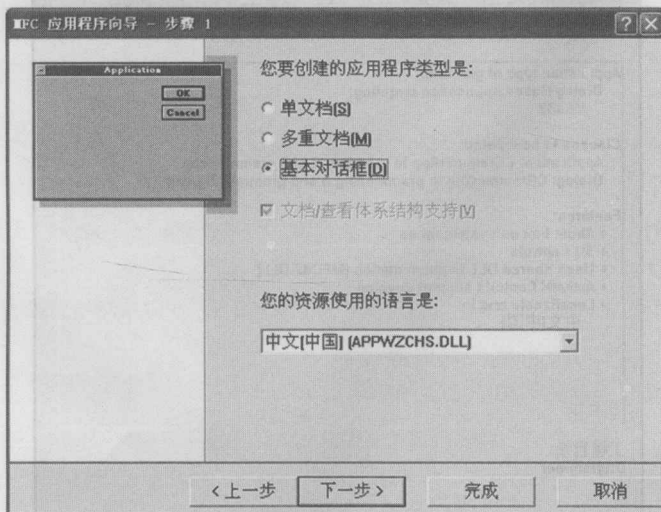 MFC 应用程序向导 - 步骤 1
Application
OK
Cancel
您要创建的应用程序类型是:
单文档[S]
多重文档[M]
基本对话框[D]
文档/查看体系结构支持[V]
您的资源使用的语言是:
中文[中国] (APPWZCHS.DLL)
<上一步
下一步>
完成
取消